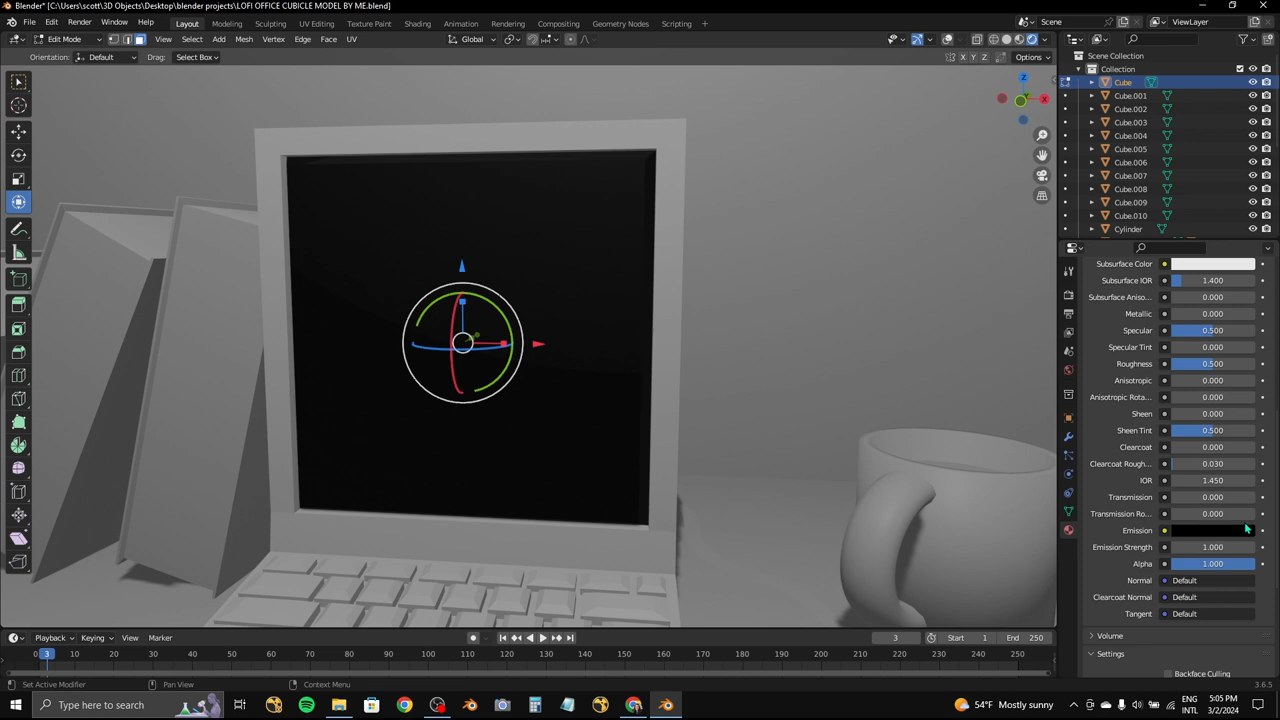 Blender* [C:\Users\scott\3D Objects\Desktop\blender projects\LOFI OFFICE CUBICLE MODEL BY ME.blend]
File Edit Render Window Help Layout Modeling Sculpting UV Editing Texture Paint Shading Animation Rendering Compositing Geometry Nodes Scripting + Scene ViewLayer
Edit Mode View Select Add Mesh Vertex Edge Face UV Global
Orientation: Default Drag: Select Box X Y Z Options
Scene Collection
Collection
Cube
Cube.001
Cube.002
Cube.003
Cube.004
Cube.005
Cube.006
Cube.007
Cube.008
Cube.009
Cube.010
Cylinder
Z
X
Subsurface Color
Subsurface IOR 1.400
Subsurface Aniso... 0.000
Metallic 0.000
Specular 0.500
Specular Tint 0.000
Roughness 0.500
Anisotropic 0.000
Anisotropic Rota... 0.000
Sheen 0.000
Sheen Tint 0.500
Clearcoat 0.000
Clearcoat Rough... 0.030
IOR 1.450
Transmission 0.000
Transmission Ro... 0.000
Emission
Emission Strength 1.000
Alpha 1.000
Normal Default
Clearcoat Normal Default
Tangent Default
Volume
Settings
Backface Culling
Playback Keying View Marker 3 Start 1 End 250
3 10 20 30 40 50 60 70 80 90 100 110 120 130 140 150 160 170 180 190 200 210 220 230 240 250
Set Active Modifier Pan View Context Menu 3.6.5
Type here to search 54°F Mostly sunny ENG INTL 5:05 PM 3/2/2024